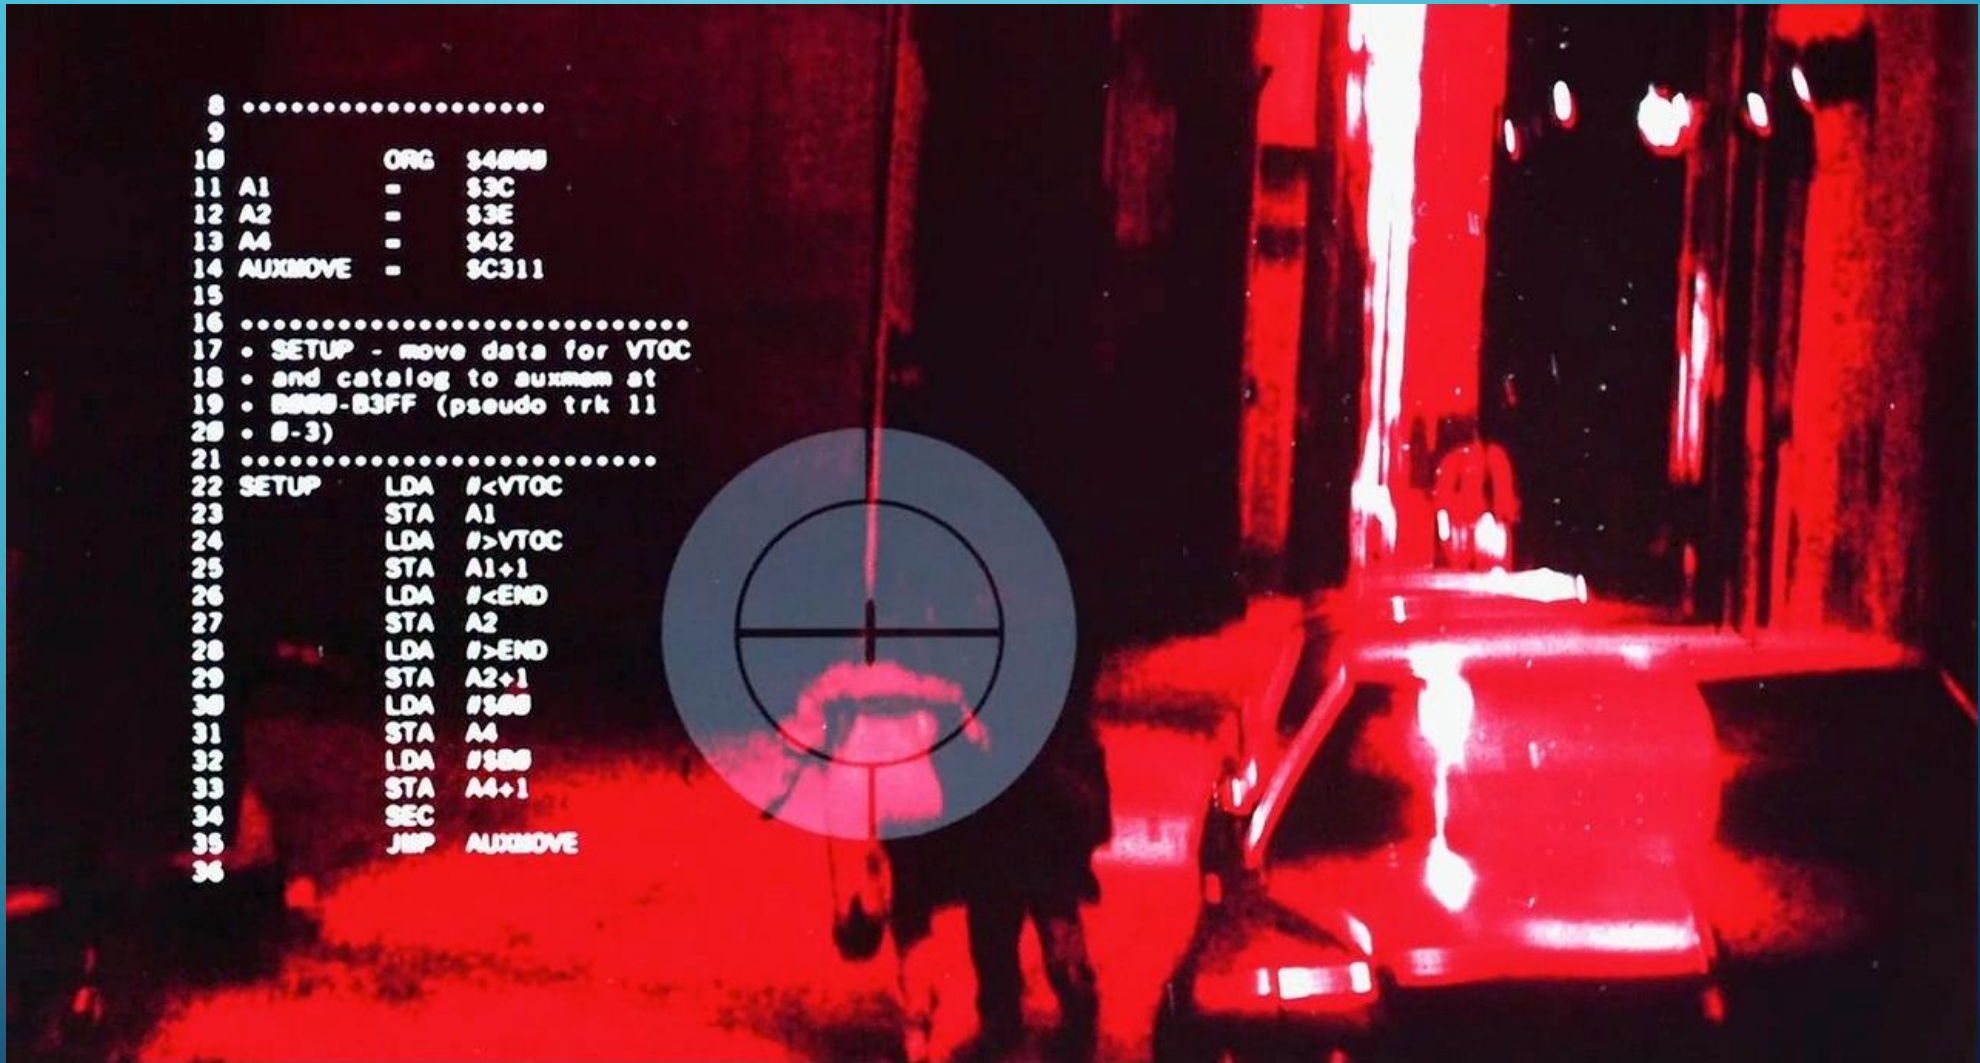 8 *******************
9
10 ORG $4000
11 A1 = $3C
12 A2 = $3E
13 A4 = $42
14 AUXMOVE = $C311
15
16 ****************************
17 * SETUP - move data for VTOC
18 * and catalog to auxmem at
19 * B000-B3FF (pseudo trk 11
20 * 0-3)
21 **************************
22 SETUP LDA #<VTOC
23 STA A1
24 LDA #>VTOC
25 STA A1+1
26 LDA #<END
27 STA A2
28 LDA #>END
29 STA A2+1
30 LDA #$00
31 STA A4
32 LDA #$B0
33 STA A4+1
34 SEC
35 JMP AUXMOVE
36